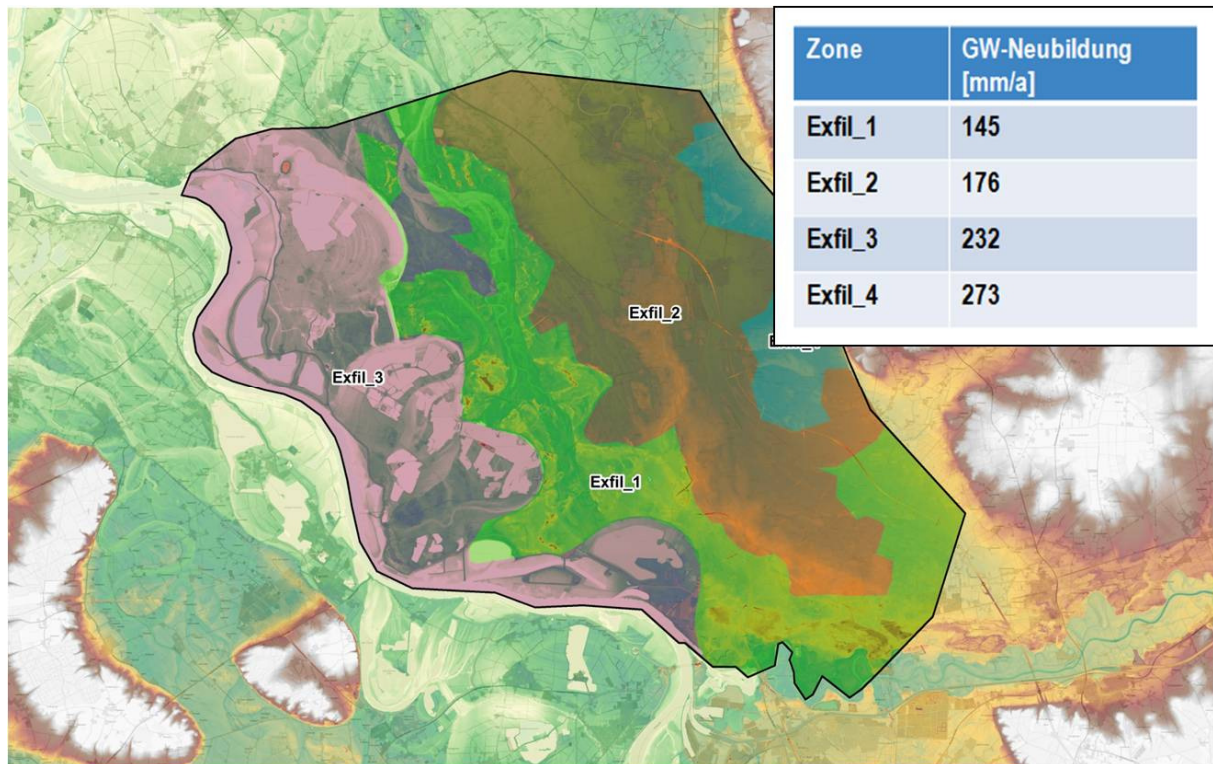 Zone GW-Neubildung
[mm/a]
Exfil_1 145
Exfil_2 176
Exfil_3 232
Exfil_4 273
Exfil_2
Exfil_3
Exfil_1